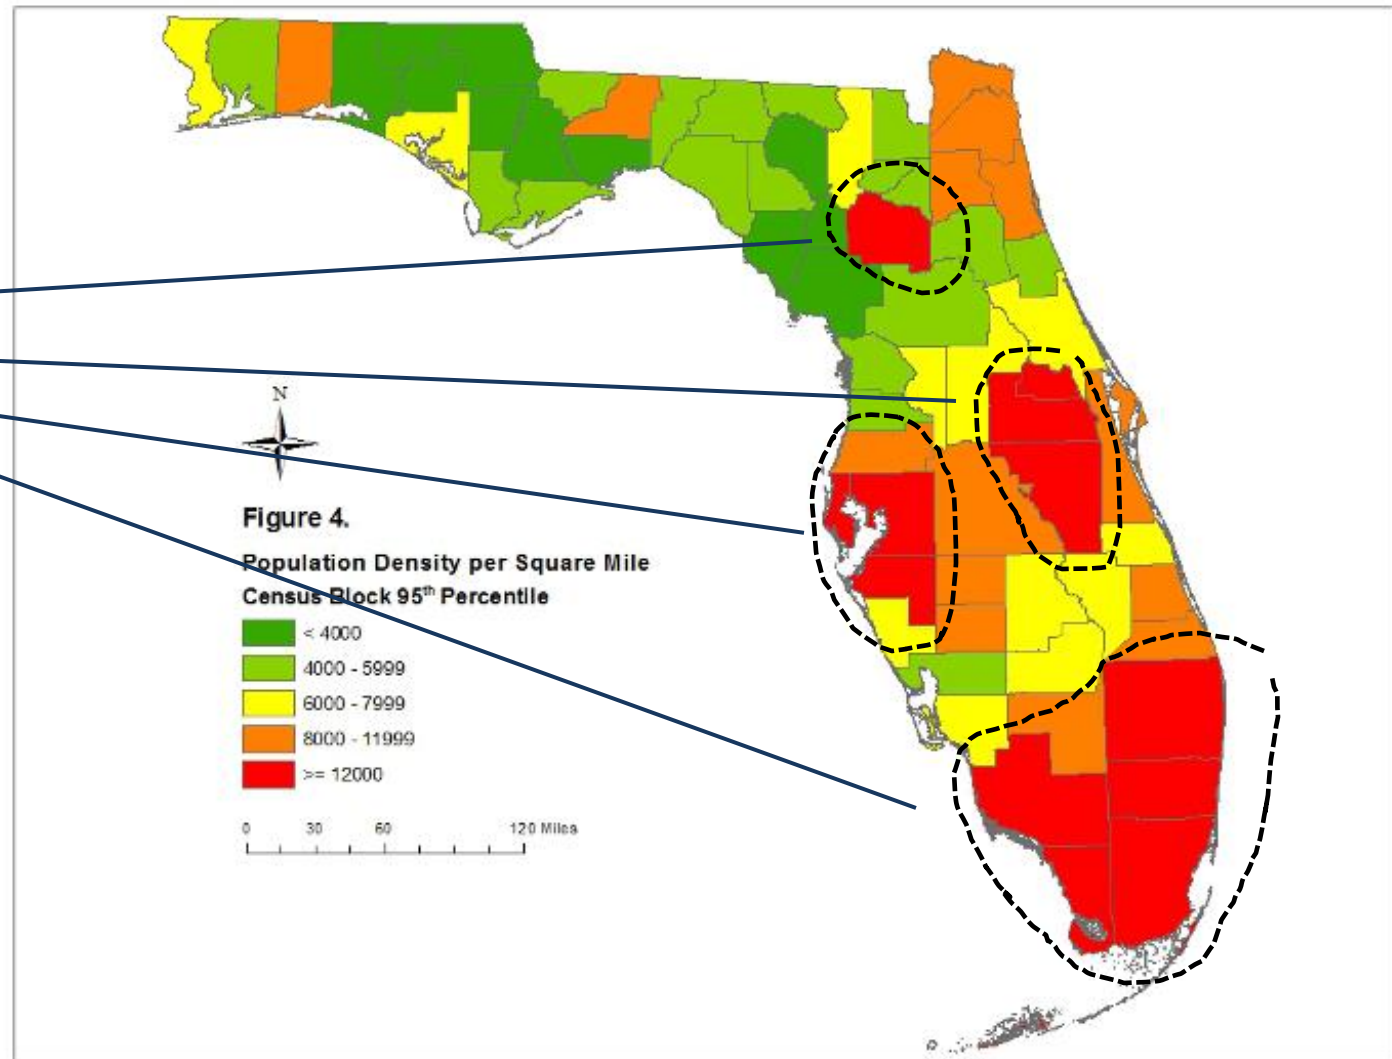 N
Figure 4.
Population Density per Square Mile
Census Block 95th Percentile
< 4000
4000 - 5999
6000 - 7999
8000 - 11999
>= 12000
0 30 60 120 Miles